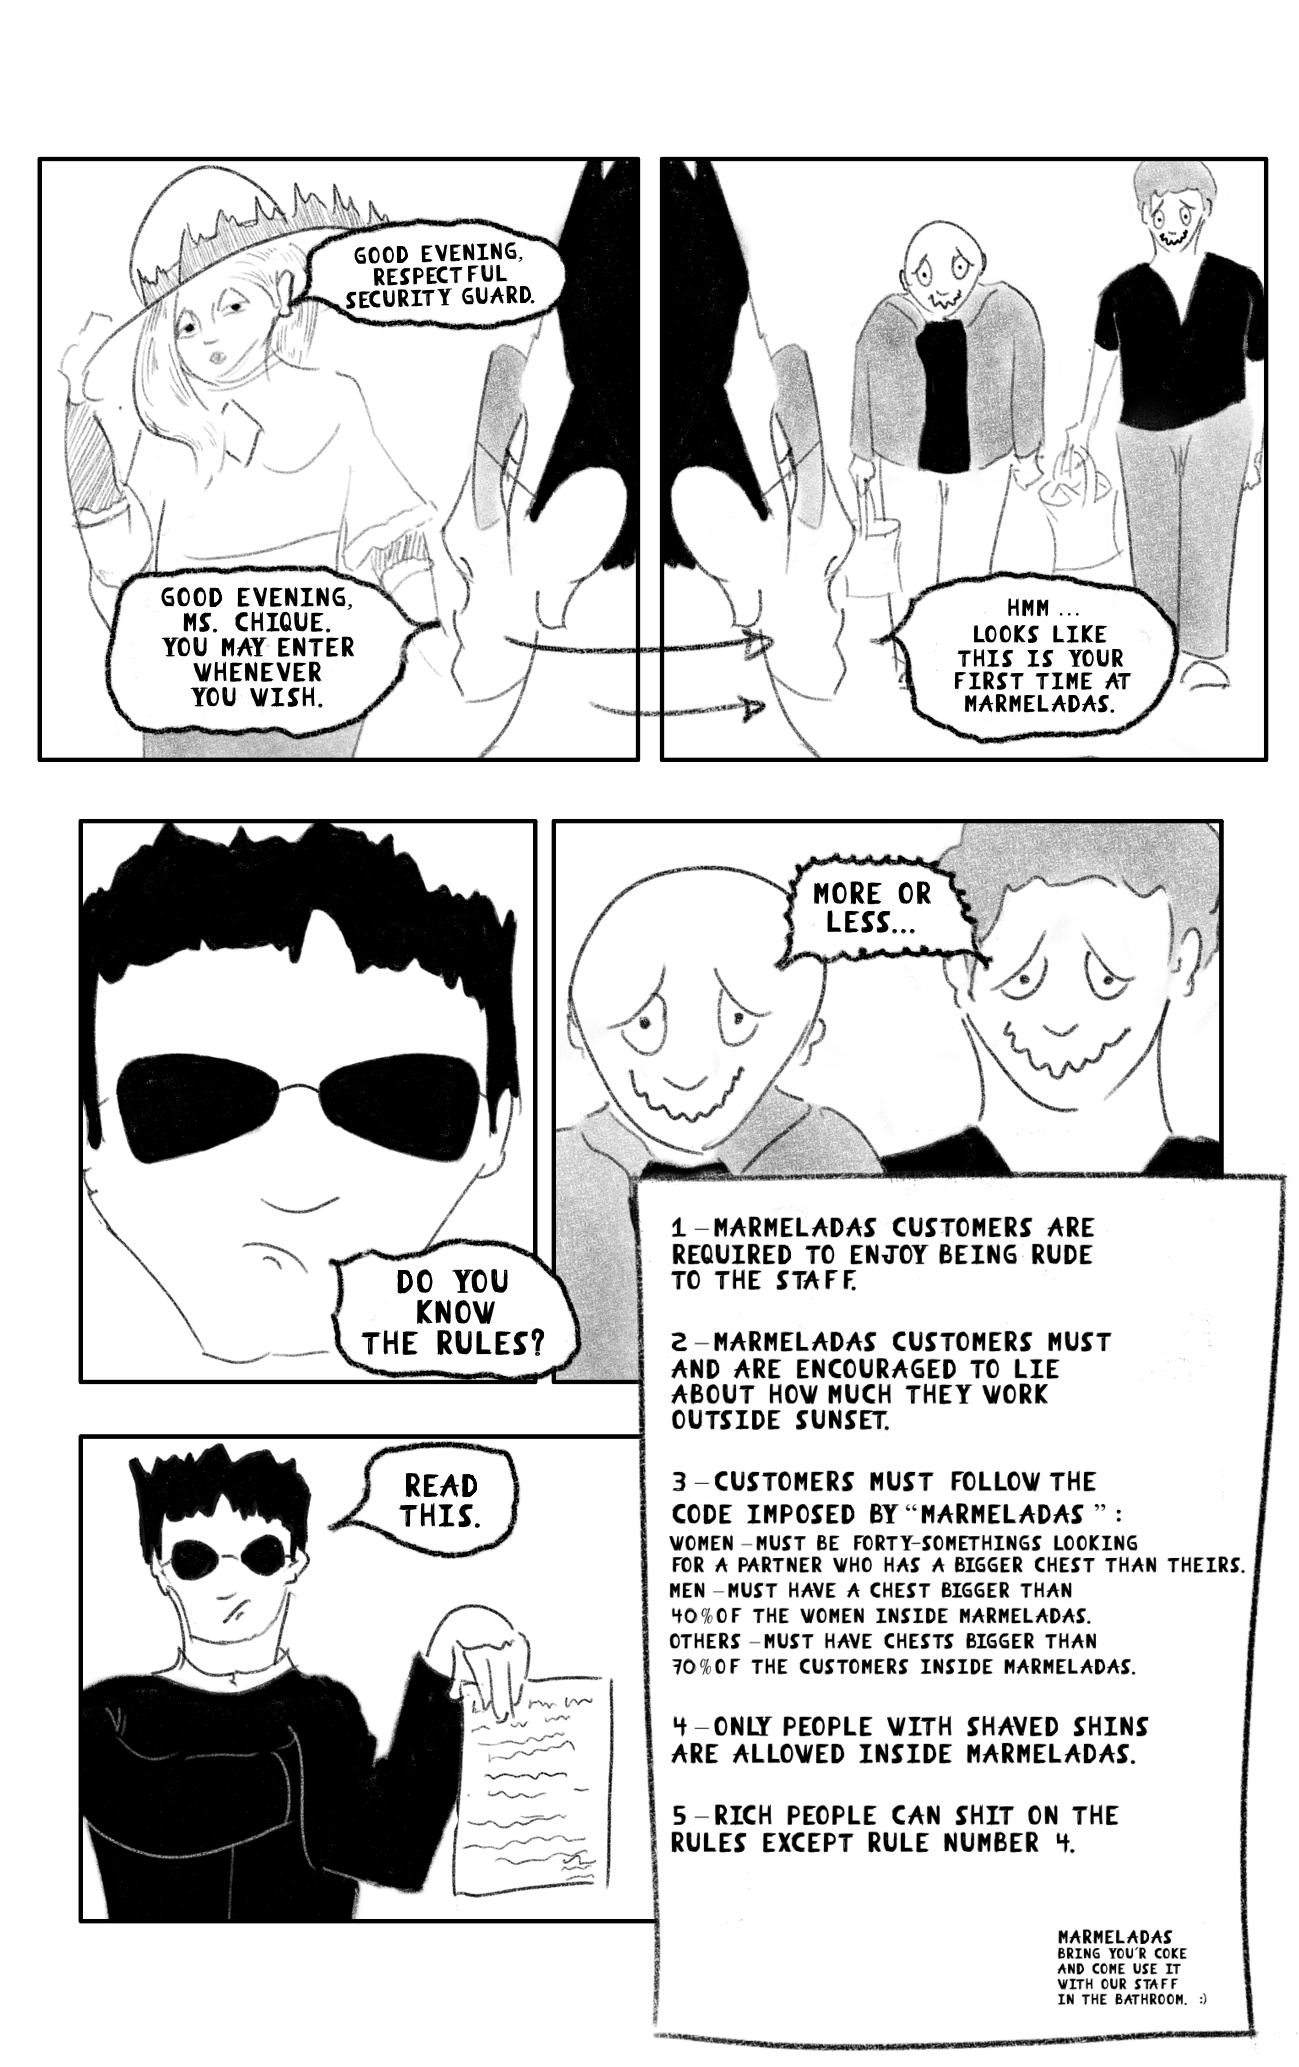 GOOD EVENING,
RESPECTFUL
SECURITY GUARD.
GOOD EVENING,
MS. CHIQUE.
YOU MAY ENTER
WHENEVER
YOU WISH.
HMM ...
LOOKS LIKE
THIS IS YOUR
FIRST TIME AT
MARMELADAS.
DO YOU
KNOW
THE RULES?
MORE OR
LESS...
READ
THIS.
1 – MARMELADAS CUSTOMERS ARE
REQUIRED TO ENJOY BEING RUDE
TO THE STAFF.
2 – MARMELADAS CUSTOMERS MUST
AND ARE ENCOURAGED TO LIE
ABOUT HOW MUCH THEY WORK
OUTSIDE SUNSET.
3 – CUSTOMERS MUST FOLLOW THE
CODE IMPOSED BY “MARMELADAS ” :
WOMEN – MUST BE FORTY-SOMETHINGS LOOKING
FOR A PARTNER WHO HAS A BIGGER CHEST THAN THEIRS.
MEN – MUST HAVE A CHEST BIGGER THAN
40% OF THE WOMEN INSIDE MARMELADAS.
OTHERS – MUST HAVE CHESTS BIGGER THAN
70% OF THE CUSTOMERS INSIDE MARMELADAS.
4 – ONLY PEOPLE WITH SHAVED SHINS
ARE ALLOWED INSIDE MARMELADAS.
5 – RICH PEOPLE CAN SHIT ON THE
RULES EXCEPT RULE NUMBER 4.
MARMELADAS
BRING YOU'R COKE
AND COME USE IT
WITH OUR STAFF
IN THE BATHROOM. :)